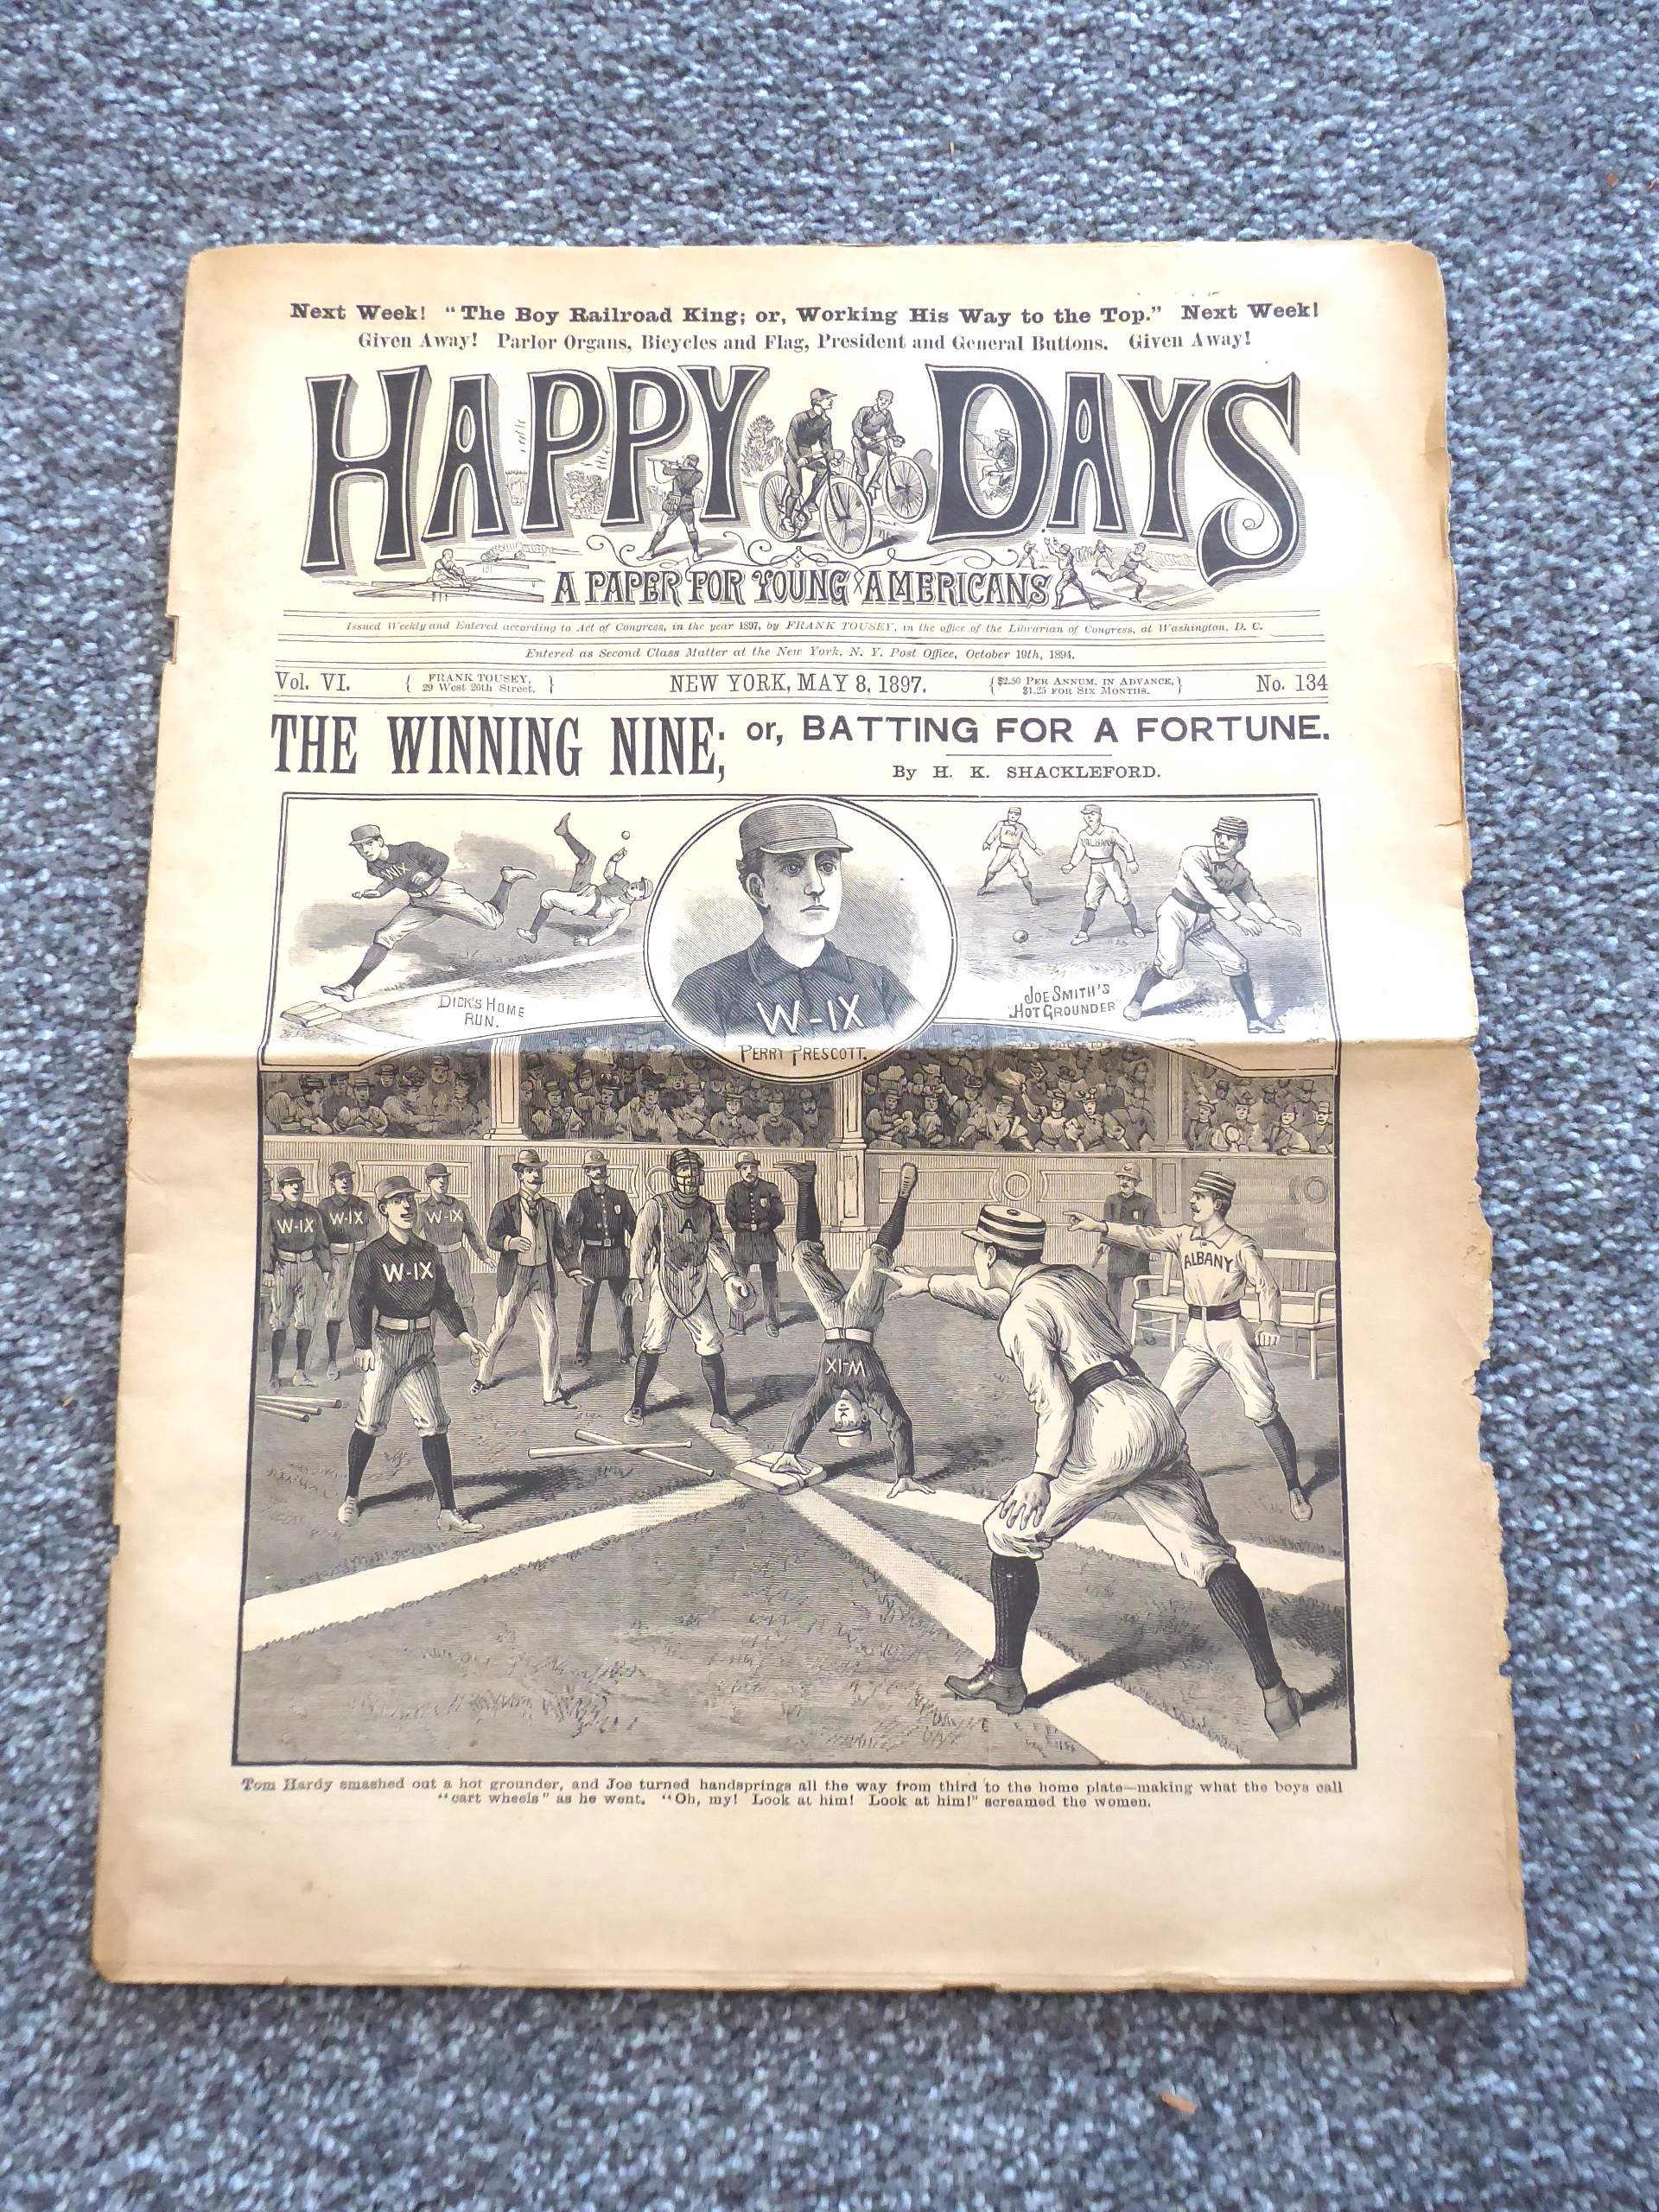 Next Week! "The Boy Railroad King; or, Working His Way to the Top." Next Week!
Given Away! Parlor Organs, Bicycles and Flag, President and General Buttons. Given Away!
HAPPY DAYS
A PAPER FOR YOUNG AMERICANS
Issued Weekly and Entered according to Act of Congress, in the year 1897, by FRANK TOUSEY, in the office of the Librarian of Congress, at Washington, D. C.
Entered as Second Class Matter at the New York, N. Y. Post Office, October 19th, 1894.
Vol. VI. { FRANK TOUSEY, 29 West 26th Street. } NEW YORK, MAY 8, 1897. { $2.50 PER ANNUM, IN ADVANCE, $1.25 FOR SIX MONTHS. } No. 134
THE WINNING NINE; or, BATTING FOR A FORTUNE.
By H. K. SHACKLEFORD.
WIX
ALBANY
DICK'S HOME
RUN.
W-IX
PERRY PRESCOTT.
JOE SMITH'S
"HOT GROUNDER"
W-IX
W-IX
W-IX
W-IX
A
W-IX
ALBANY
Tom Hardy smashed out a hot grounder, and Joe turned handsprings all the way from third to the home plate—making what the boys call
"cart wheels" as he went. "Oh, my! Look at him! Look at him!" screamed the women.